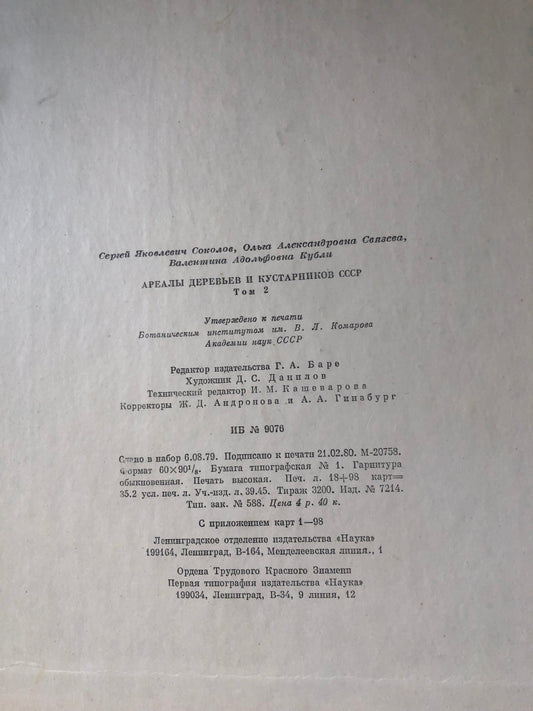 Сергей Яковлевич Соколов, Ольга Александровна Связева,
Валентина Адольфовна Кубли
АРЕАЛЫ ДЕРЕВЬЕВ И КУСТАРНИКОВ СССР
Том 2
Утверждено к печати
Ботаническим институтом им. В. Л. Комарова
Академии наук СССР
Редактор издательства Г. А. Баре
Художник Д. С. Данилов
Технический редактор И. М. Кашеварова
Корректоры Ж. Д. Андронова и А. А. Гинзбург
ИБ № 9076
Сдано в набор 6.08.79. Подписано к печати 21.02.80. М-20758.
Формат 60×90¹/₈. Бумага типографская № 1. Гарнитура
обыкновенная. Печать высокая. Печ. л. 18+98 карт=
35.2 усл. печ. л. Уч.-изд. л. 39.45. Тираж 3200. Изд. № 7214.
Тип. зак. № 588. Цена 4 р. 40 к.
С приложением карт 1—98
Ленинградское отделение издательства «Наука»
199164, Ленинград, В-164, Менделеевская линия., 1
Ордена Трудового Красного Знамени
Первая типография издательства «Наука»
199034, Ленинград, В-34, 9 линия, 12